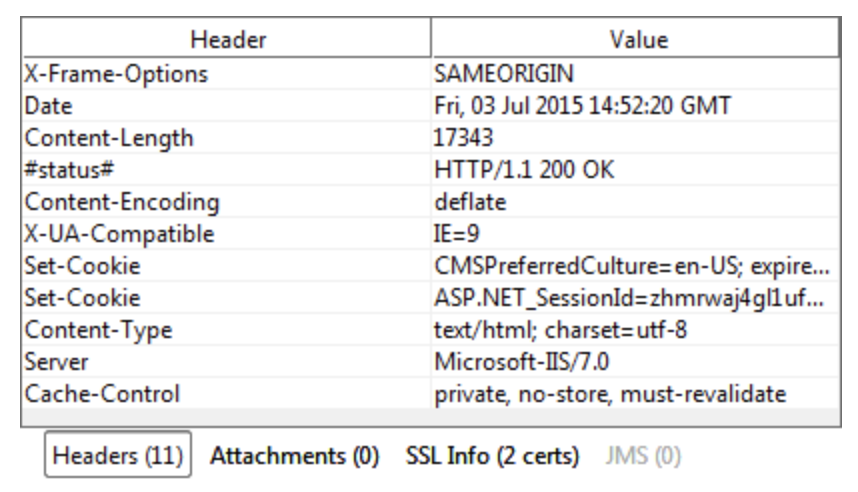 Header Value
X-Frame-Options SAMEORIGIN
Date Fri, 03 Jul 2015 14:52:20 GMT
Content-Length 17343
#status# HTTP/1.1 200 OK
Content-Encoding deflate
X-UA-Compatible IE=9
Set-Cookie CMSPreferredCulture=en-US; expire...
Set-Cookie ASP.NET_SessionId=zhmrwaj4gl1uf...
Content-Type text/html; charset=utf-8
Server Microsoft-IIS/7.0
Cache-Control private, no-store, must-revalidate
Headers (11) Attachments (0) SSL Info (2 certs) JMS (0)